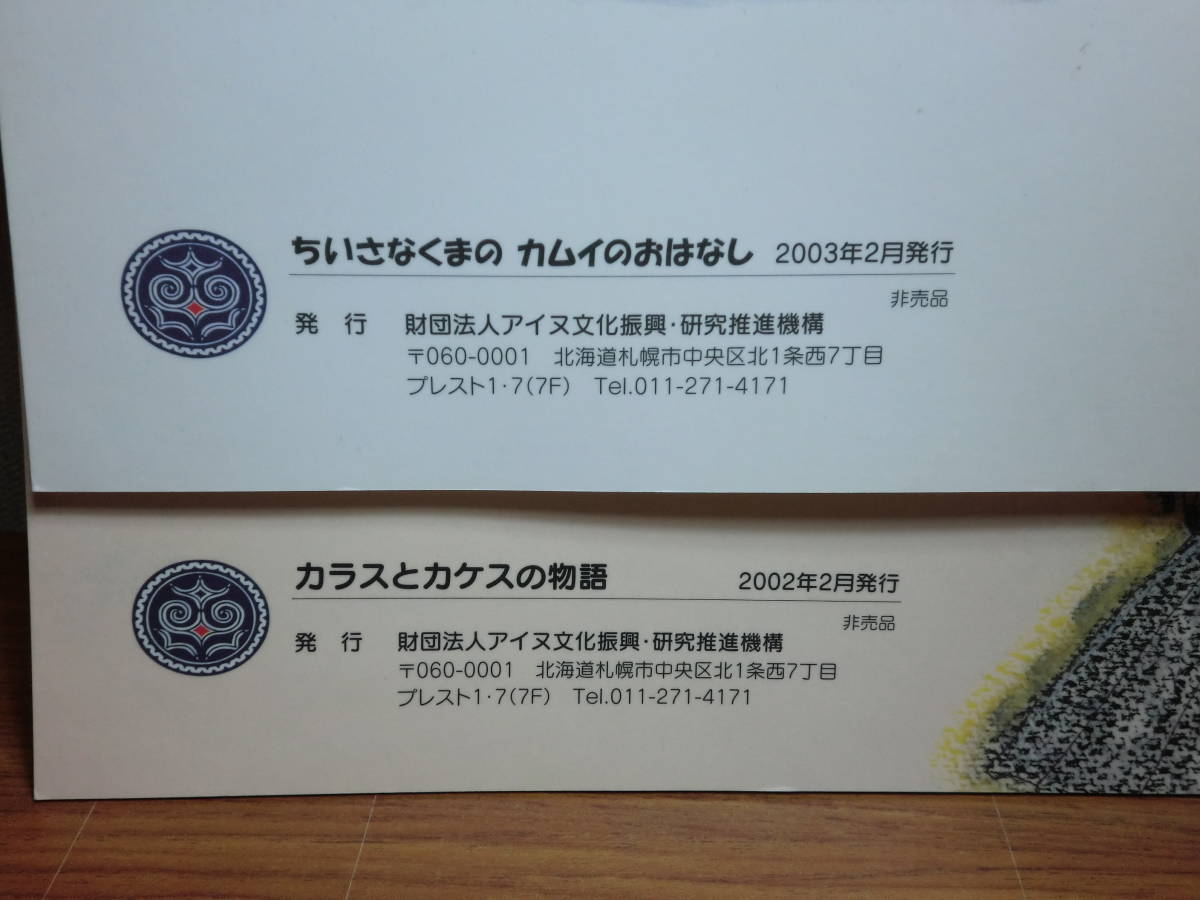 ちいさなくまの カムイのおはなし 2003年2月発行
非売品
発 行 財団法人アイヌ文化振興・研究推進機構
〒060-0001 北海道札幌市中央区北1条西7丁目
プレスト1・7(7F) Tel.011-271-4171
カラスとカケスの物語 2002年2月発行
非売品
発 行 財団法人アイヌ文化振興・研究推進機構
〒060-0001 北海道札幌市中央区北1条西7丁目
プレスト1・7(7F) Tel.011-271-4171